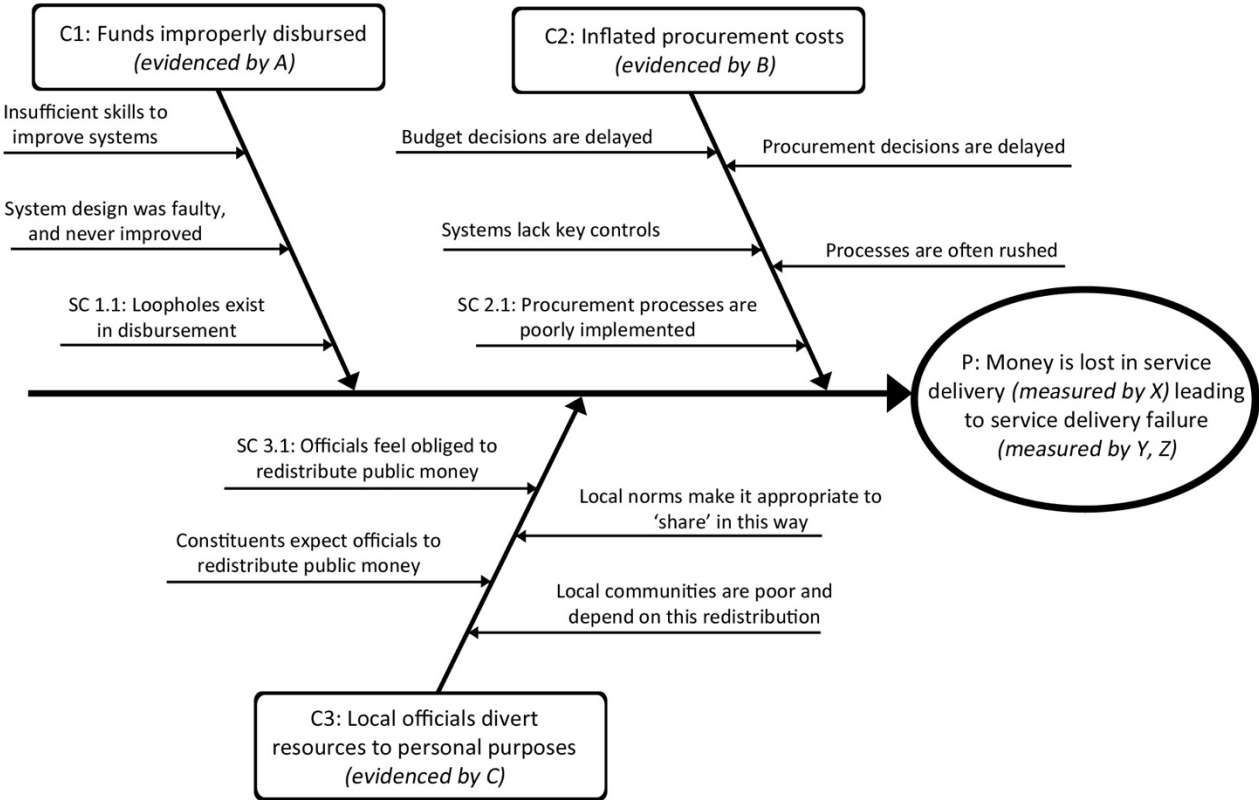 C1: Funds improperly disbursed
(evidenced by A)
C2: Inflated procurement costs
(evidenced by B)
Insufficient skills to
improve systems
Budget decisions are delayed
Procurement decisions are delayed
System design was faulty,
and never improved
Systems lack key controls
Processes are often rushed
SC 1.1: Loopholes exist
in disbursement
SC 2.1: Procurement processes are
poorly implemented
P: Money is lost in service
delivery (measured by X) leading
to service delivery failure
(measured by Y, Z)
SC 3.1: Officials feel obliged to
redistribute public money
Local norms make it appropriate to
‘share’ in this way
Constituents expect officials to
redistribute public money
Local communities are poor and
depend on this redistribution
C3: Local officials divert
resources to personal purposes
(evidenced by C)